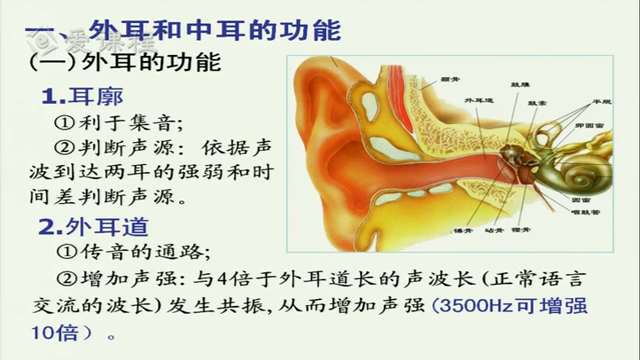 一、外耳和中耳的功能
爱课程
(一)外耳的功能
1.耳廓
①利于集音;
②判断声源：依据声
波到达两耳的强弱和时
间差判断声源。
2.外耳道
①传音的通路;
②增加声强：与4倍于外耳道长的声波长(正常语言
交流的波长)发生共振,从而增加声强(3500Hz可增强
10倍）。
颞骨
外耳道
鼓膜
鼓索
半规
卵圆窗
圆窗
咽鼓管
锤骨
砧骨
镫骨